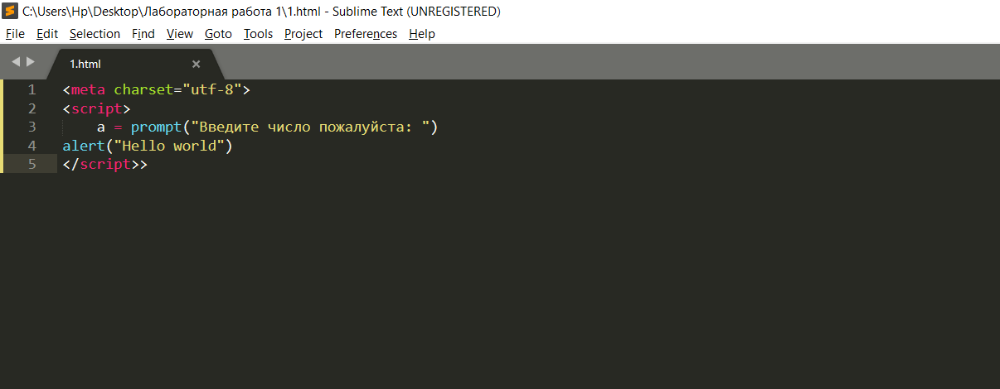 C:\Users\Hp\Desktop\Лабораторная работа 1\1.html - Sublime Text (UNREGISTERED)
File Edit Selection Find View Goto Tools Project Preferences Help
1.html ×
1 <meta charset="utf-8">
2 <script>
3 a = prompt("Введите число пожалуйста: ")
4 alert("Hello world")
5 </script>>